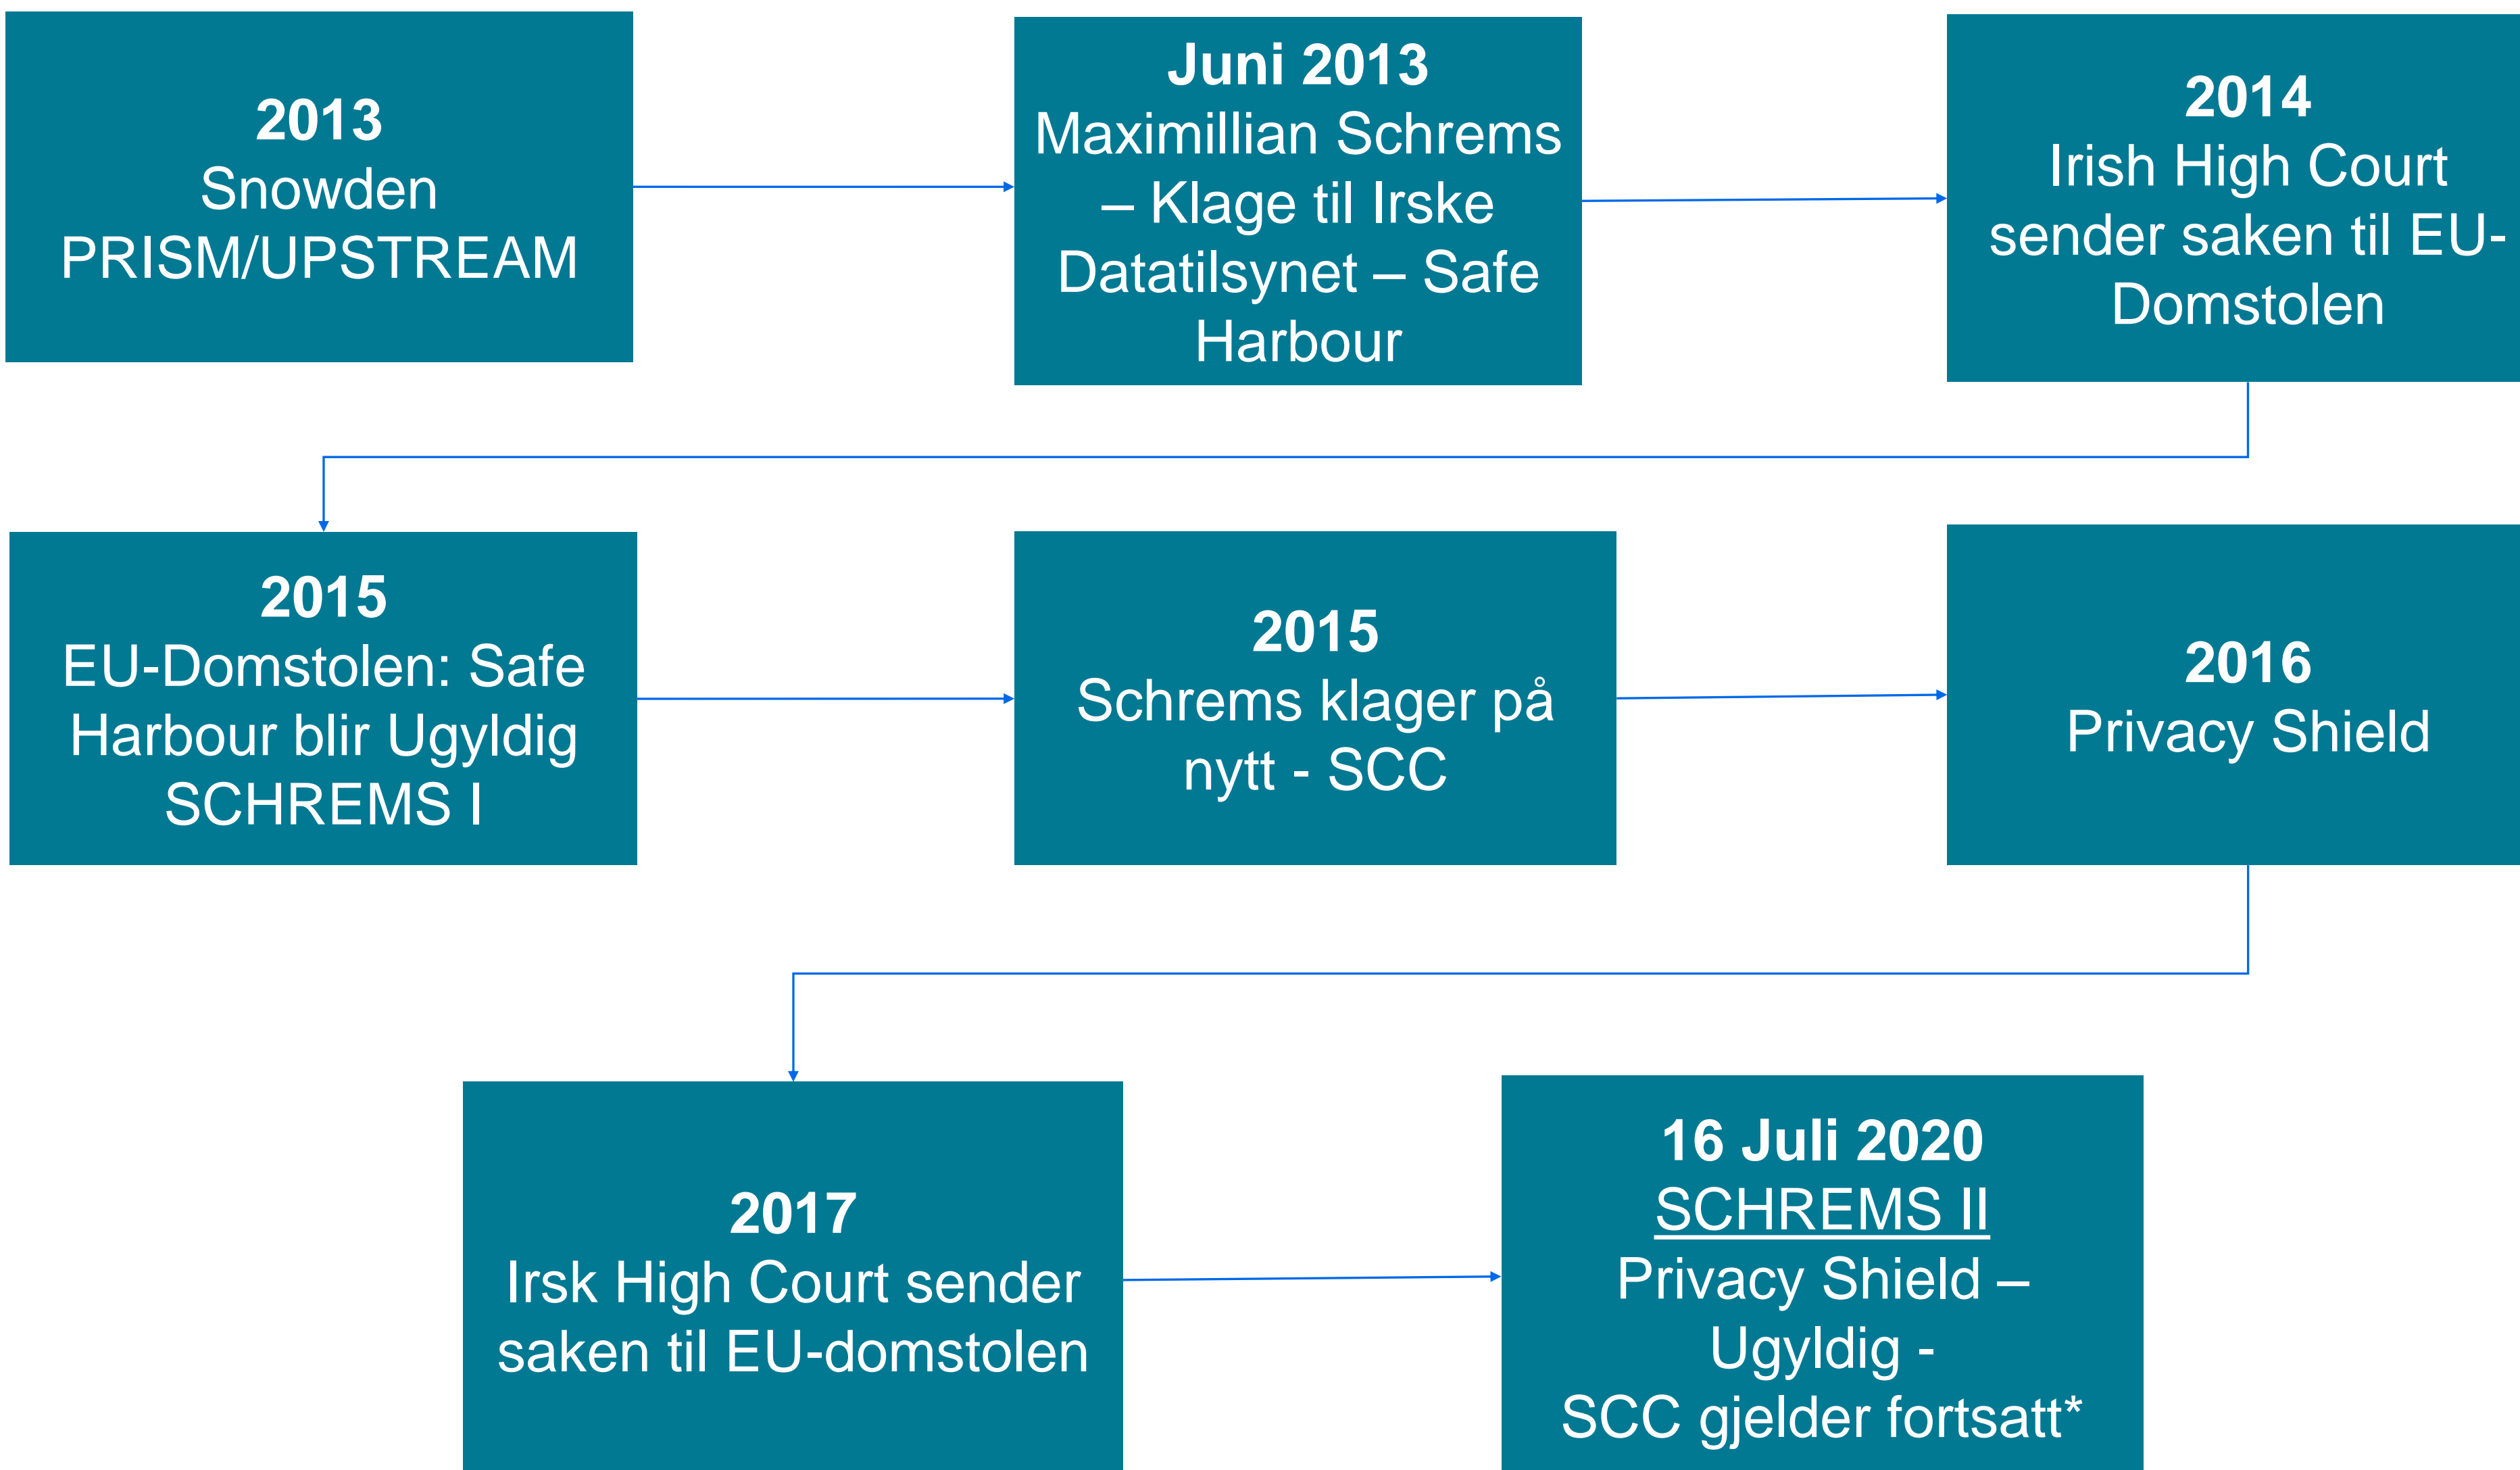 2013
Snowden
PRISM/UPSTREAM
Juni 2013
Maximillian Schrems
– Klage til Irske
Datatilsynet – Safe
Harbour
2014
Irish High Court
sender saken til EU-
Domstolen
2015
EU-Domstolen: Safe
Harbour blir Ugyldig
SCHREMS I
2015
Schrems klager på
nytt - SCC
2016
Privacy Shield
2017
Irsk High Court sender
saken til EU-domstolen
16 Juli 2020
SCHREMS II
Privacy Shield –
Ugyldig -
SCC gjelder fortsatt*